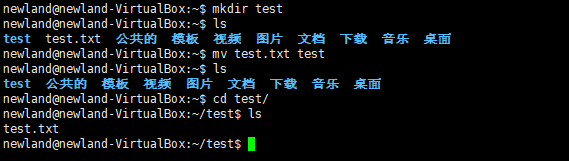 newland@newland-VirtualBox:~$ mkdir test
newland@newland-VirtualBox:~$ ls
test  test.txt  公共的  模板  视频  图片  文档  下载  音乐  桌面
newland@newland-VirtualBox:~$ mv test.txt test
newland@newland-VirtualBox:~$ ls
test  公共的  模板  视频  图片  文档  下载  音乐  桌面
newland@newland-VirtualBox:~$ cd test/
newland@newland-VirtualBox:~/test$ ls
test.txt
newland@newland-VirtualBox:~/test$